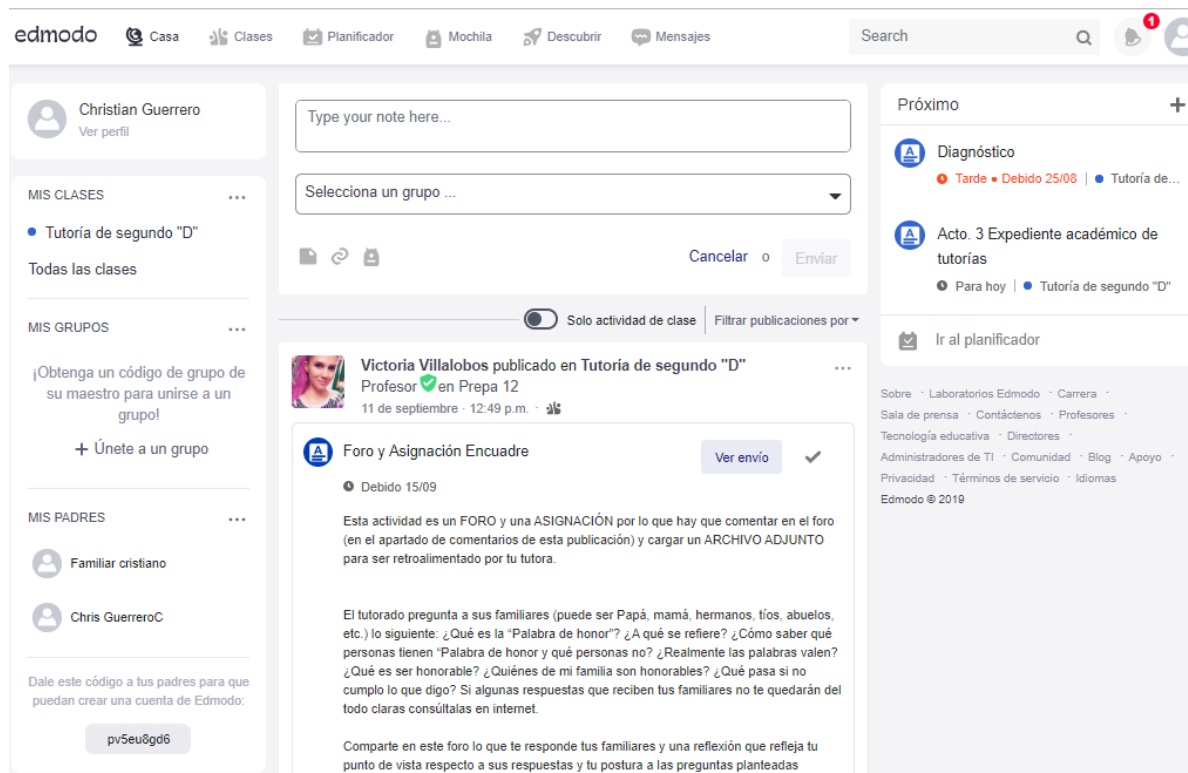 edmodo
Casa
Clases
Planificador
Mochila
Descubrir
Mensajes
Search
1
Christian Guerrero
Ver perfil
MIS CLASES
...
Tutoría de segundo "D"
Todas las clases
MIS GRUPOS
...
¡Obtenga un código de grupo de
su maestro para unirse a un
grupo!
+ Únete a un grupo
MIS PADRES
...
Familiar cristiano
Chris GuerreroC
Dale este código a tus padres para que
puedan crear una cuenta de Edmodo:
pv5eu8gd6
Type your note here...
Selecciona un grupo ...
Cancelar o Enviar
Solo actividad de clase
Filtrar publicaciones por
Victoria Villalobos publicado en Tutoría de segundo "D"
...
Profesor en Prepa 12
11 de septiembre · 12:49 p.m. ·
Foro y Asignación Encuadre
Ver envío
Debido 15/09
Esta actividad es un FORO y una ASIGNACIÓN por lo que hay que comentar en el foro
(en el apartado de comentarios de esta publicación) y cargar un ARCHIVO ADJUNTO
para ser retroalimentado por tu tutora.
El tutorado pregunta a sus familiares (puede ser Papá, mamá, hermanos, tíos, abuelos,
etc.) lo siguiente: ¿Qué es la “Palabra de honor”? ¿A qué se refiere? ¿Cómo saber qué
personas tienen “Palabra de honor y qué personas no? ¿Realmente las palabras valen?
¿Qué es ser honorable? ¿Quiénes de mi familia son honorables? ¿Qué pasa si no
cumplo lo que digo? Si algunas respuestas que reciben tus familiares no te quedarán del
todo claras consúltalas en internet.
Comparte en este foro lo que te responde tus familiares y una reflexión que refleja tu
punto de vista respecto a sus respuestas y tu postura a las preguntas planteadas
Próximo
+
Diagnóstico
Tarde • Debido 25/08 | Tutoría de...
Acto. 3 Expediente académico de
tutorías
Para hoy | Tutoría de segundo "D"
Ir al planificador
Sobre · Laboratorios Edmodo · Carrera ·
Sala de prensa · Contáctenos · Profesores ·
Tecnología educativa · Directores ·
Administradores de TI · Comunidad · Blog · Apoyo ·
Privacidad · Términos de servicio · Idiomas
Edmodo © 2019